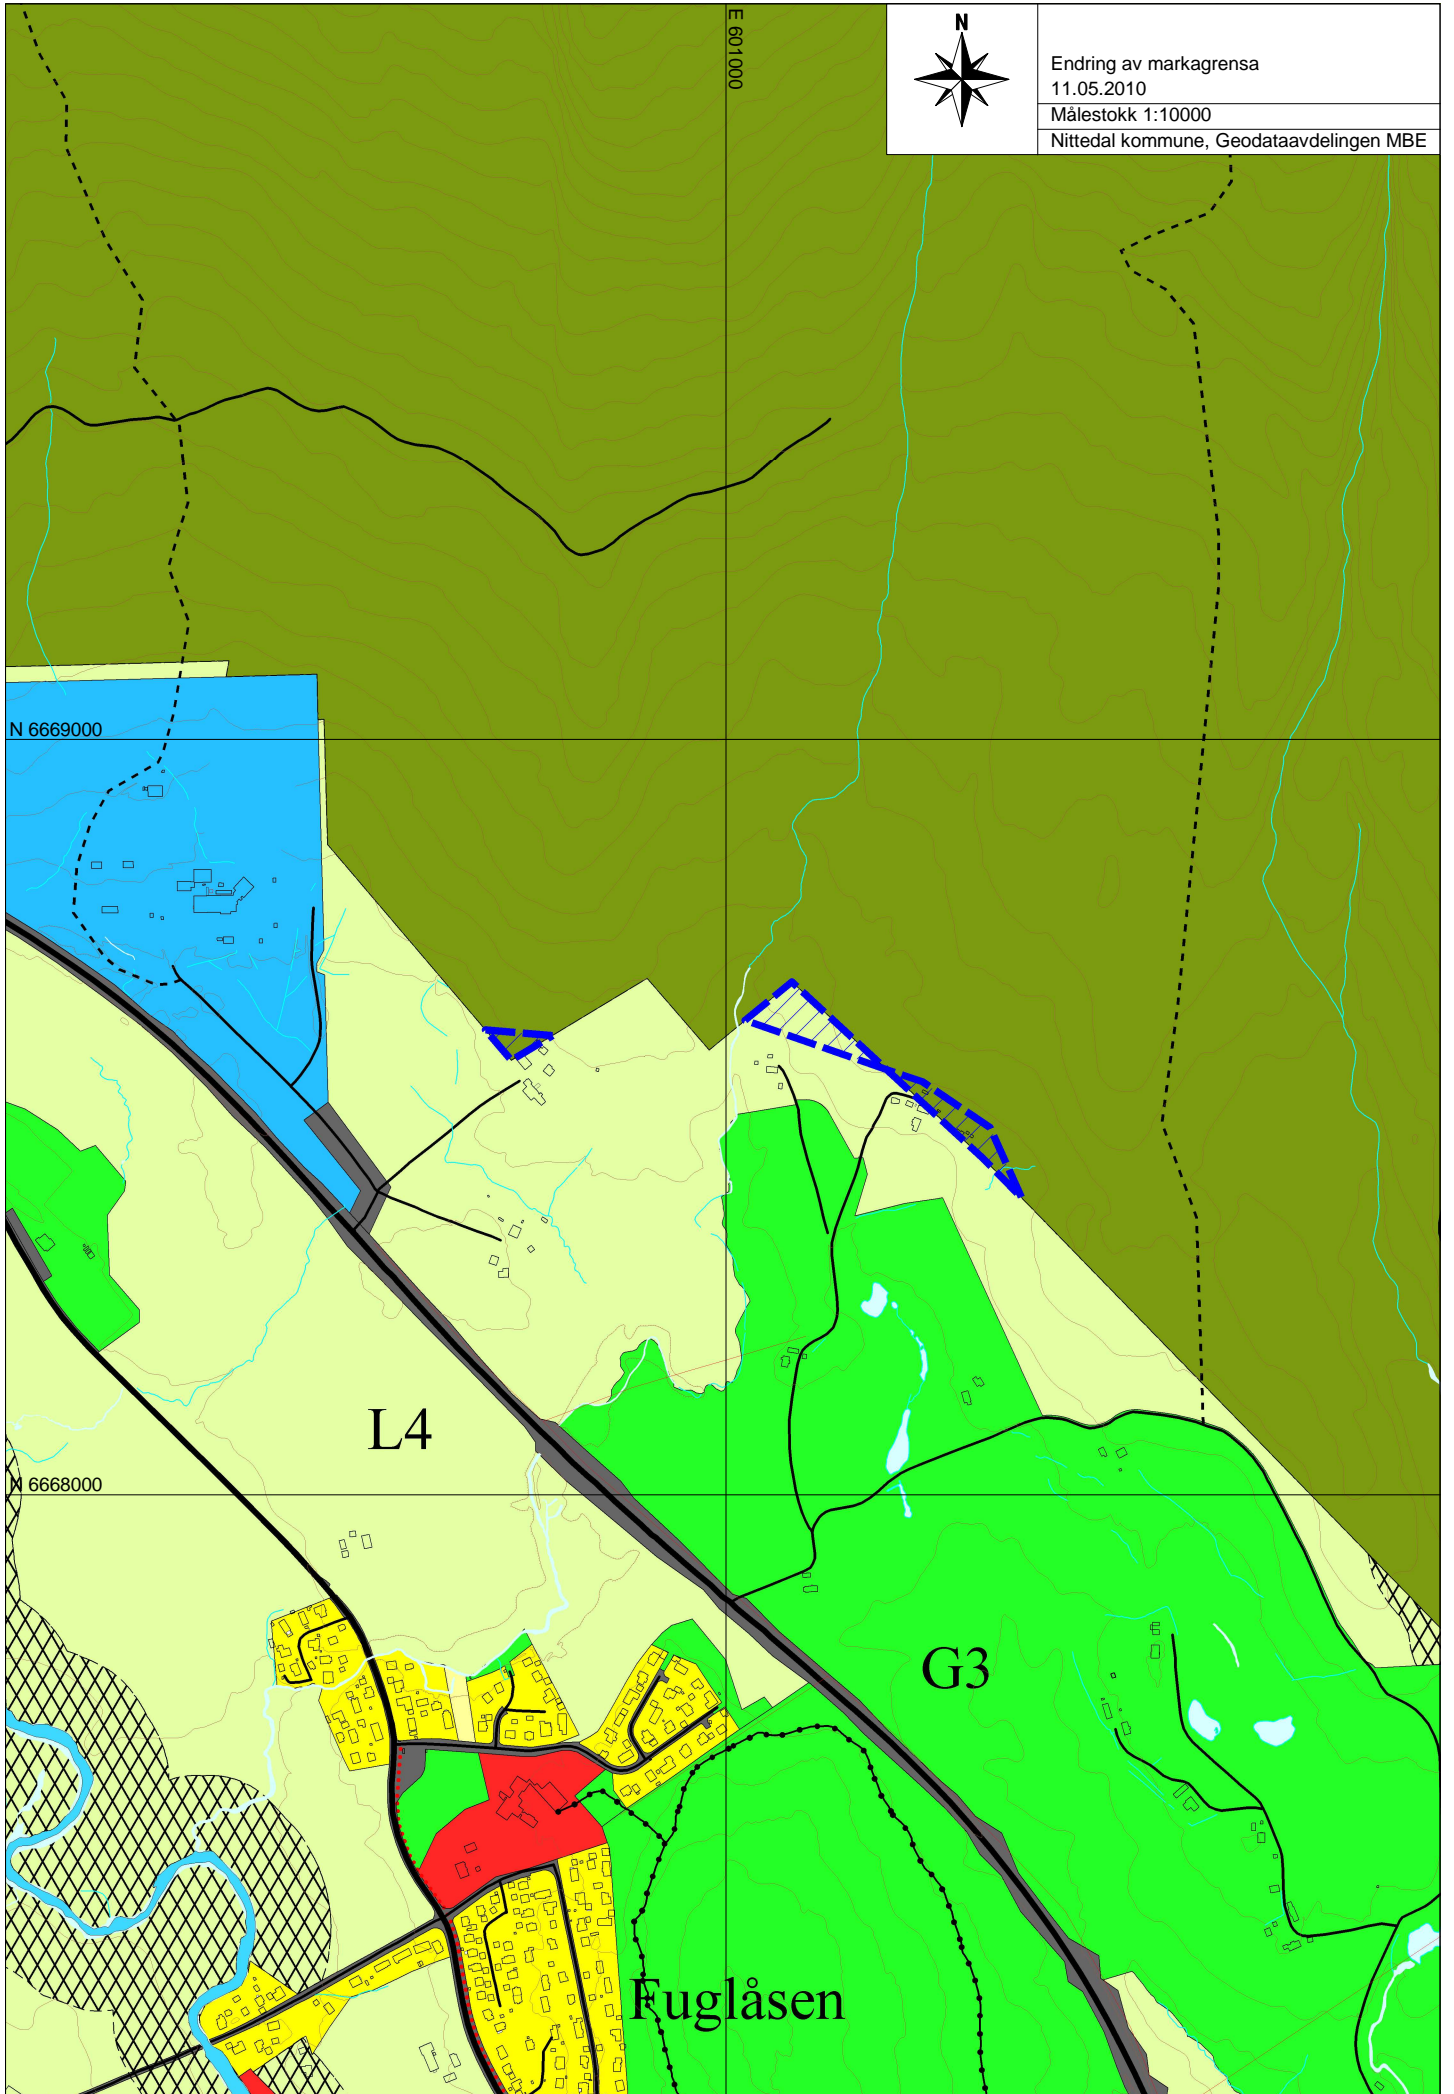 E 601000
N
Endring av markagrensa
11.05.2010
Målestokk 1:10000
Nittedal kommune, Geodataavdelingen MBE
N 6669000
L4
N 6668000
G3
Fuglåsen